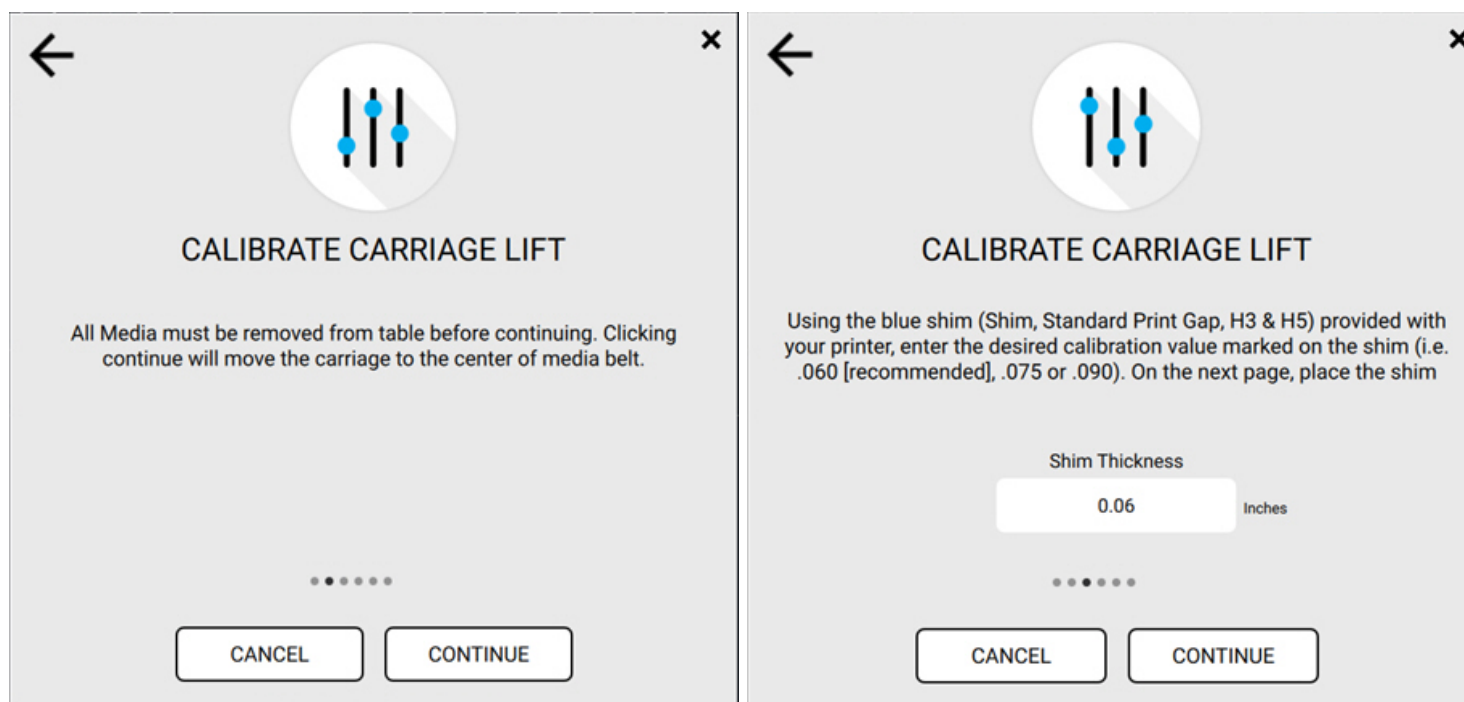 CALIBRATE CARRIAGE LIFT
All Media must be removed from table before continuing. Clicking
continue will move the carriage to the center of media belt.
CANCEL
CONTINUE
CALIBRATE CARRIAGE LIFT
Using the blue shim (Shim, Standard Print Gap, H3 & H5) provided with
your printer, enter the desired calibration value marked on the shim (i.e.
.060 [recommended], .075 or .090). On the next page, place the shim
Shim Thickness
0.06 Inches
CANCEL
CONTINUE